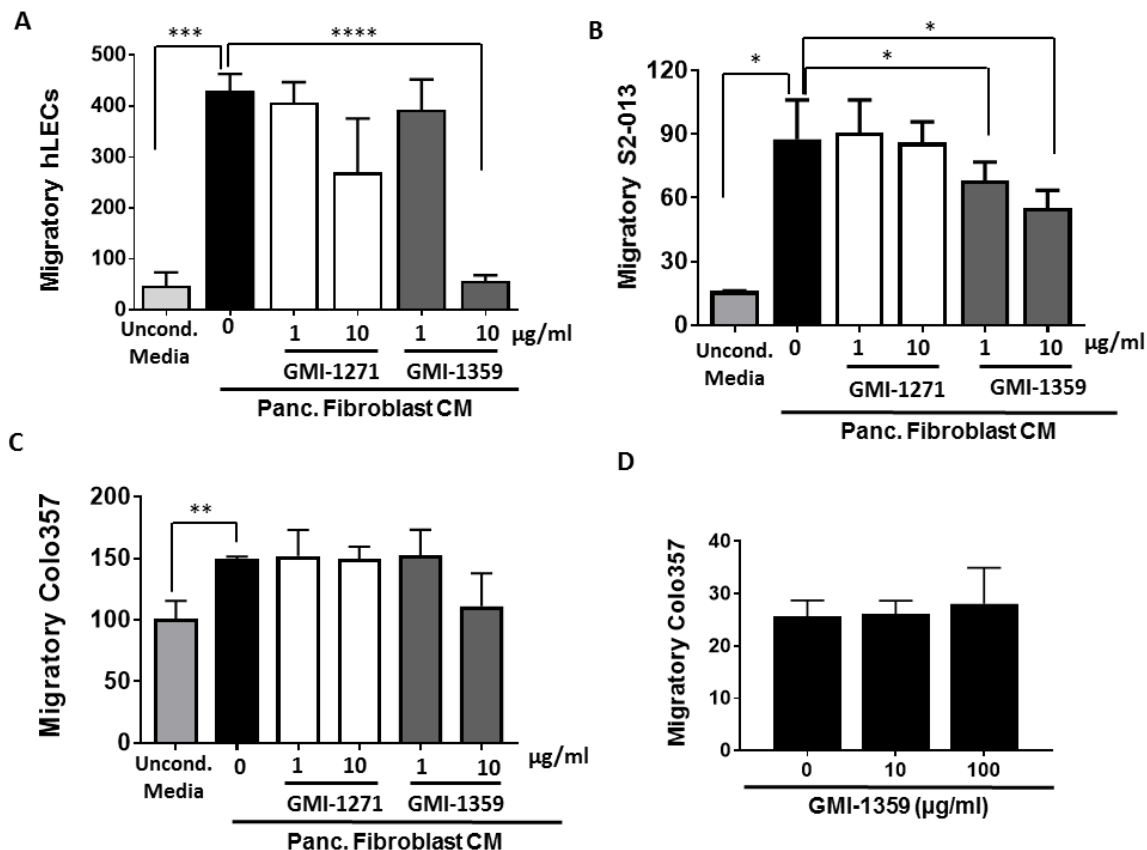 A
*** ****
Migratory hLECs
500
400
300
200
100
0
Uncond.
Media
0 1 10 1 10 µg/ml
GMI-1271 GMI-1359
Panc. Fibroblast CM
B
*
* *
Migratory S2-013
120
90
60
30
0
Uncond.
Media
0 1 10 1 10 µg/ml
GMI-1271 GMI-1359
Panc. Fibroblast CM
C
**
Migratory Colo357
200
150
100
50
0
Uncond.
Media
0 1 10 1 10 µg/ml
GMI-1271 GMI-1359
Panc. Fibroblast CM
D
Migratory Colo357
40
30
20
10
0
0 10 100
GMI-1359 (µg/ml)